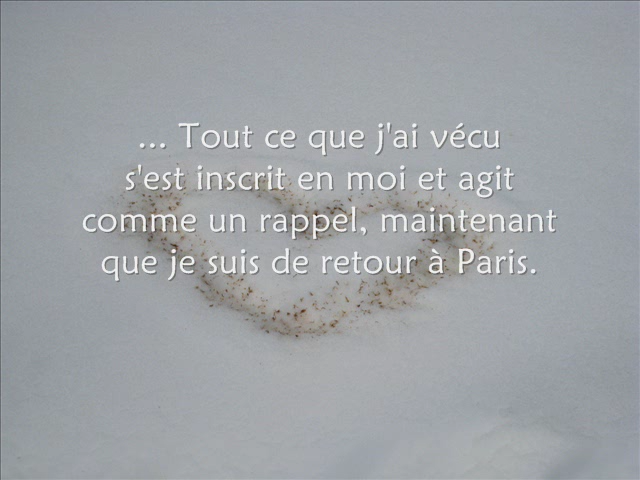 ... Tout ce que j'ai vécu
s'est inscrit en moi et agit
comme un rappel, maintenant
que je suis de retour à Paris.